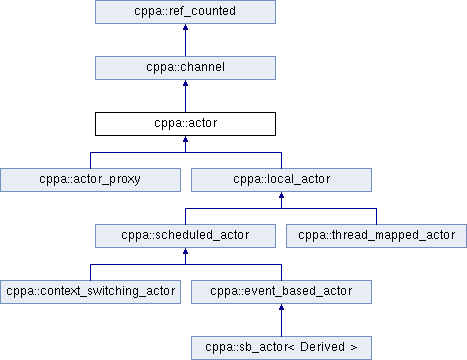 cppa::ref_counted
cppa::channel
cppa::actor
cppa::actor_proxy
cppa::local_actor
cppa::scheduled_actor
cppa::thread_mapped_actor
cppa::context_switching_actor
cppa::event_based_actor
cppa::sb_actor< Derived >